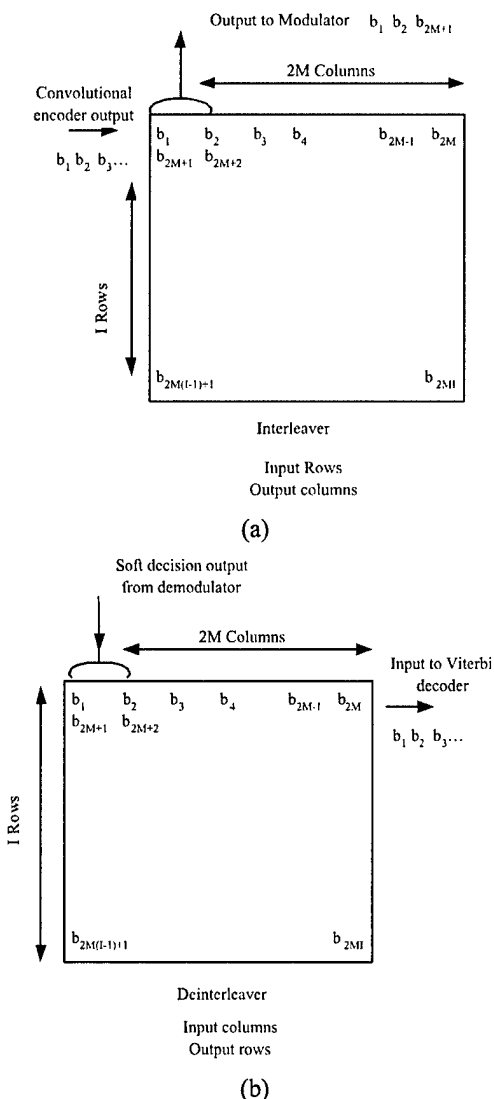 Output to Modulator b₁ b₂ b₂M+1
2M Columns
Convolutional
encoder output
b₁ b₂ b₃...
b₁ b₂ b₃ b₄ b₂M-1 b₂M
b₂M+1 b₂M+2
I Rows
b₂M(I-1)+1 b₂MI
Interleaver
Input Rows
Output columns
(a)
Soft decision output
from demodulator
2M Columns
Input to Viterbi
decoder
b₁ b₂ b₃...
b₁ b₂ b₃ b₄ b₂M-1 b₂M
b₂M+1 b₂M+2
I Rows
b₂M(I-1)+1 b₂MI
Deinterleaver
Input columns
Output rows
(b)